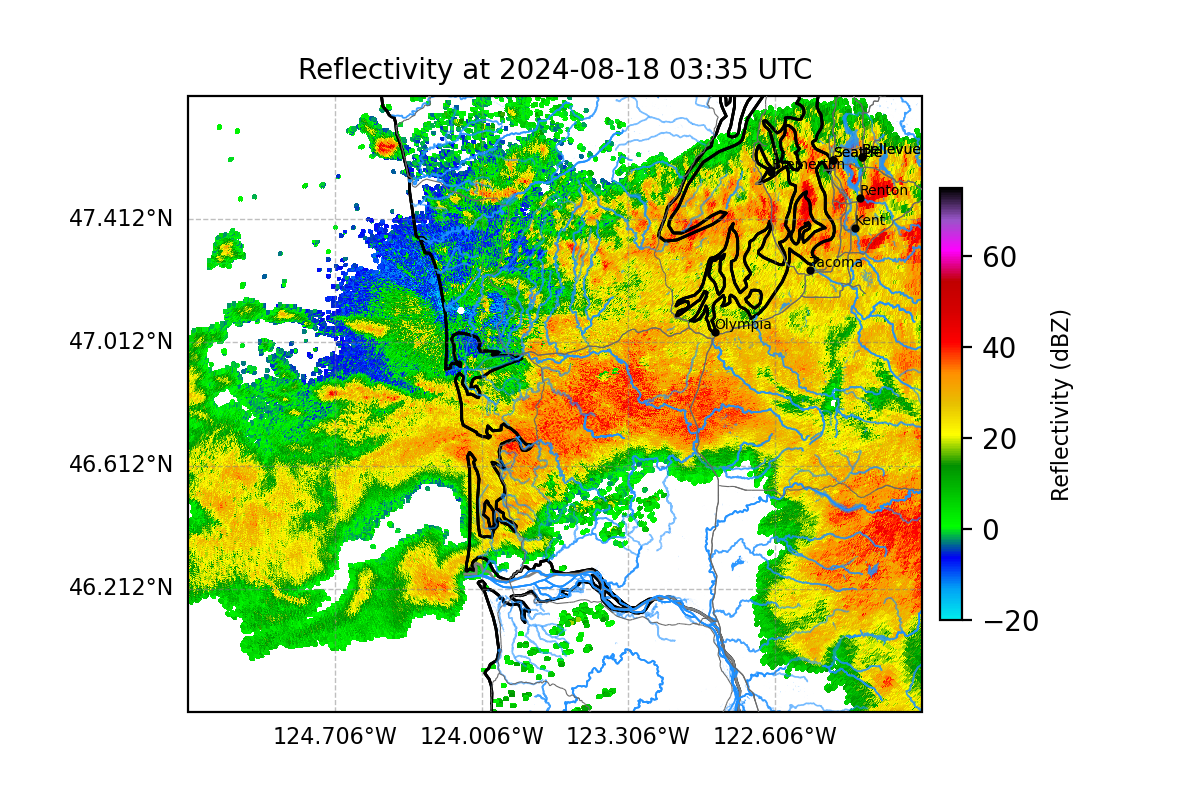 Reflectivity at 2024-08-18 03:35 UTC
Seattle
Bellevue
Bremerton
Renton
47.412°N
Kent
60
Tacoma
Olympia
47.012°N
40
Reflectivity (dBZ)
20
46.612°N
0
46.212°N
−20
124.706°W 124.006°W 123.306°W 122.606°W